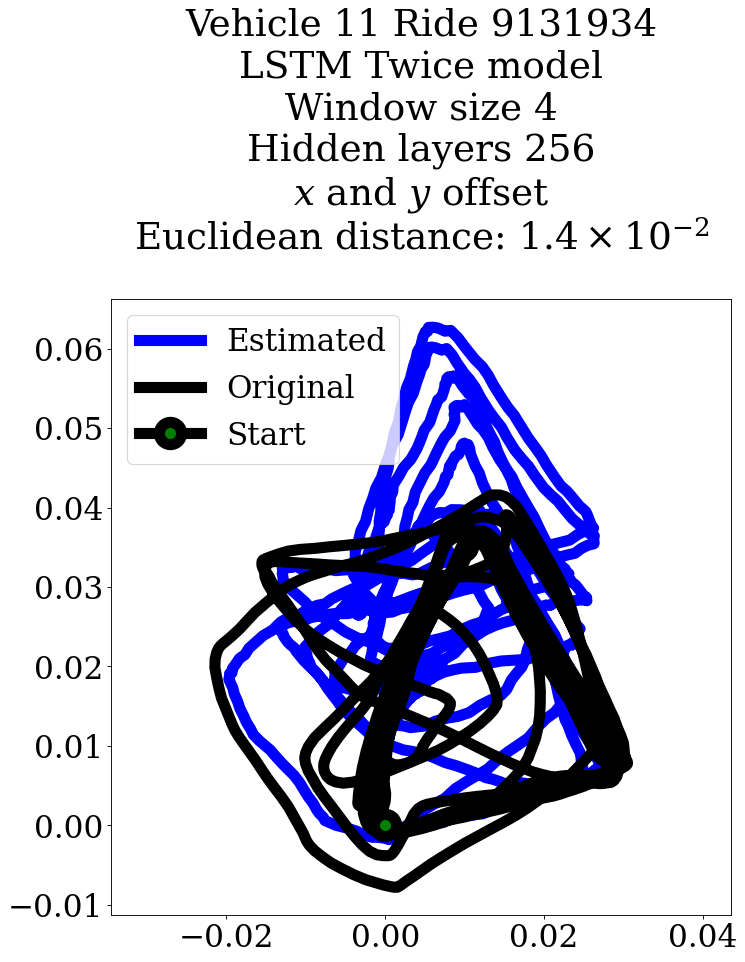 Vehicle 11 Ride 9131934
LSTM Twice model
Window size 4
Hidden layers 256
x and y offset
Euclidean distance: 1.4 × 10⁻²
Estimated
Original
Start
0.06
0.05
0.04
0.03
0.02
0.01
0.00
−0.01
−0.02
0.00
0.02
0.04